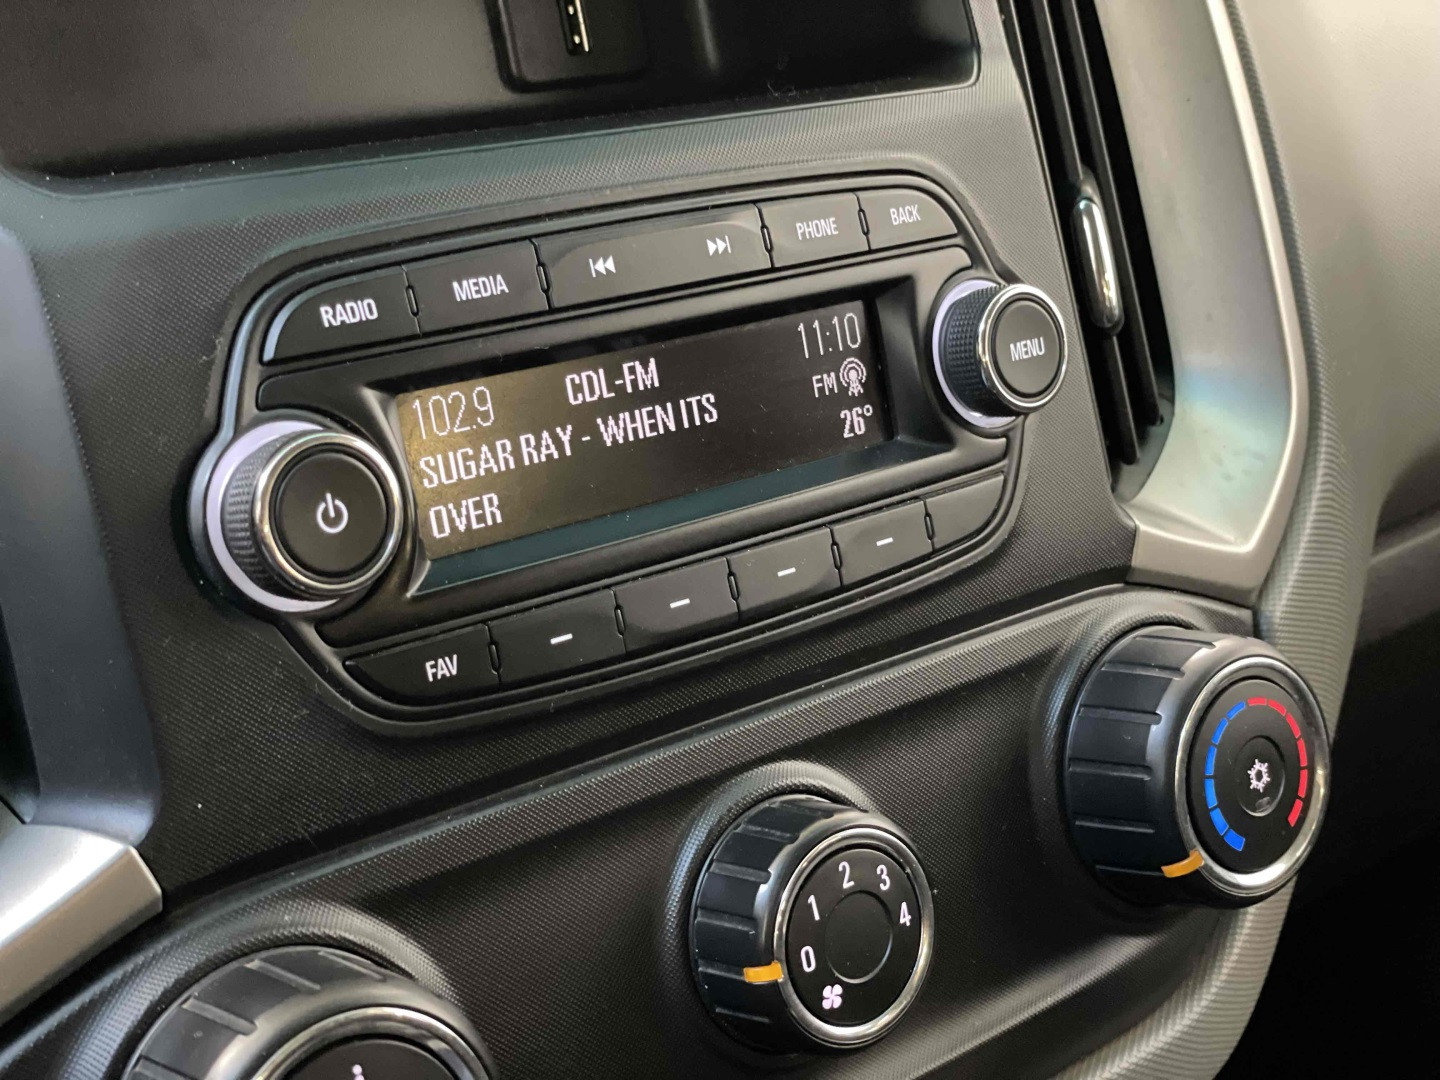 RADIO MEDIA PHONE BACK
102.9 CDL-FM 11:10
SUGAR RAY - WHEN ITS FM
OVER 26°
MENU
FAV
0 1 2 3 4